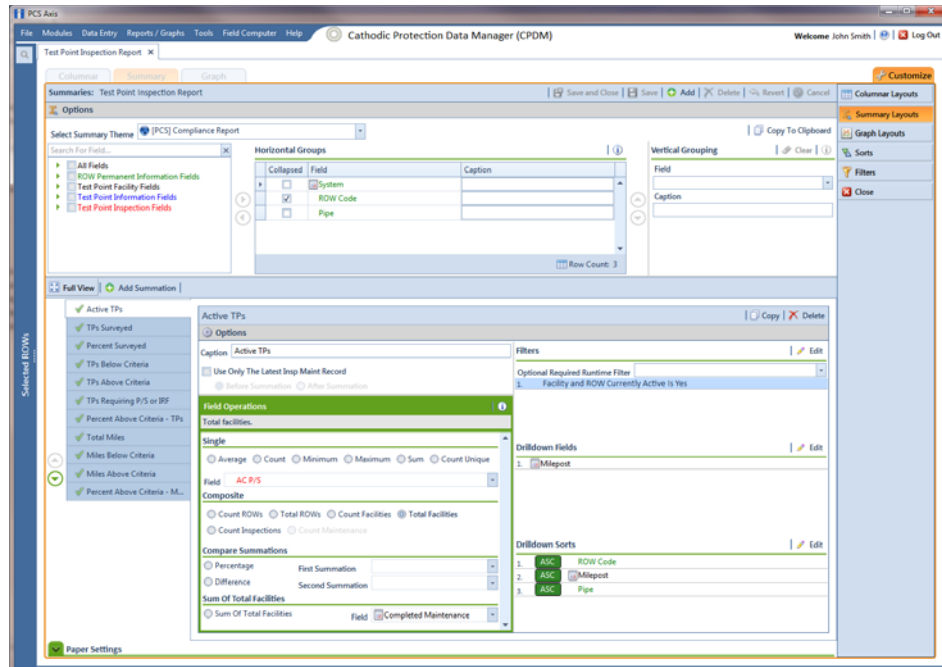 PCS Axis
File Modules Data Entry Reports / Graphs Tools Field Computer Help Cathodic Protection Data Manager (CPDM) Welcome John Smith Log Out
Test Point Inspection Report
Columnar Summary Graph Customize
Summaries: Test Point Inspection Report Save and Close Save Add Delete Revert Cancel
Columnar Layouts
Summary Layouts
Graph Layouts
Sorts
Filters
Close
Options
Select Summary Theme [PCS] Compliance Report Copy To Clipboard
Search For Field...
All Fields
ROW Permanent Information Fields
Test Point Facility Fields
Test Point Information Fields
Test Point Inspection Fields
Horizontal Groups
Collapsed Field Caption
System
ROW Code
Pipe
Row Count: 3
Vertical Grouping Clear
Field
Caption
Selected ROWs
Full View Add Summation
Active TPs
TPs Surveyed
Percent Surveyed
TPs Below Criteria
TPs Above Criteria
TPs Requiring P/S or IRF
Percent Above Criteria - TPs
Total Miles
Miles Below Criteria
Miles Above Criteria
Percent Above Criteria - M...
Active TPs Copy Delete
Options
Caption Active TPs
Use Only The Latest Insp Maint Record
Before Summation After Summation
Field Operations
Total facilities.
Single
Average Count Minimum Maximum Sum Count Unique
Field AC P/S
Composite
Count ROWs Total ROWs Count Facilities Total Facilities
Count Inspections Count Maintenance
Compare Summations
Percentage First Summation
Difference Second Summation
Sum Of Total Facilities
Sum Of Total Facilities Field Completed Maintenance
Filters Edit
Optional Required Runtime Filter
1. Facility and ROW Currently Active Is Yes
Drilldown Fields Edit
1. Milepost
Drilldown Sorts Edit
1. ASC ROW Code
2. ASC Milepost
3. ASC Pipe
Paper Settings